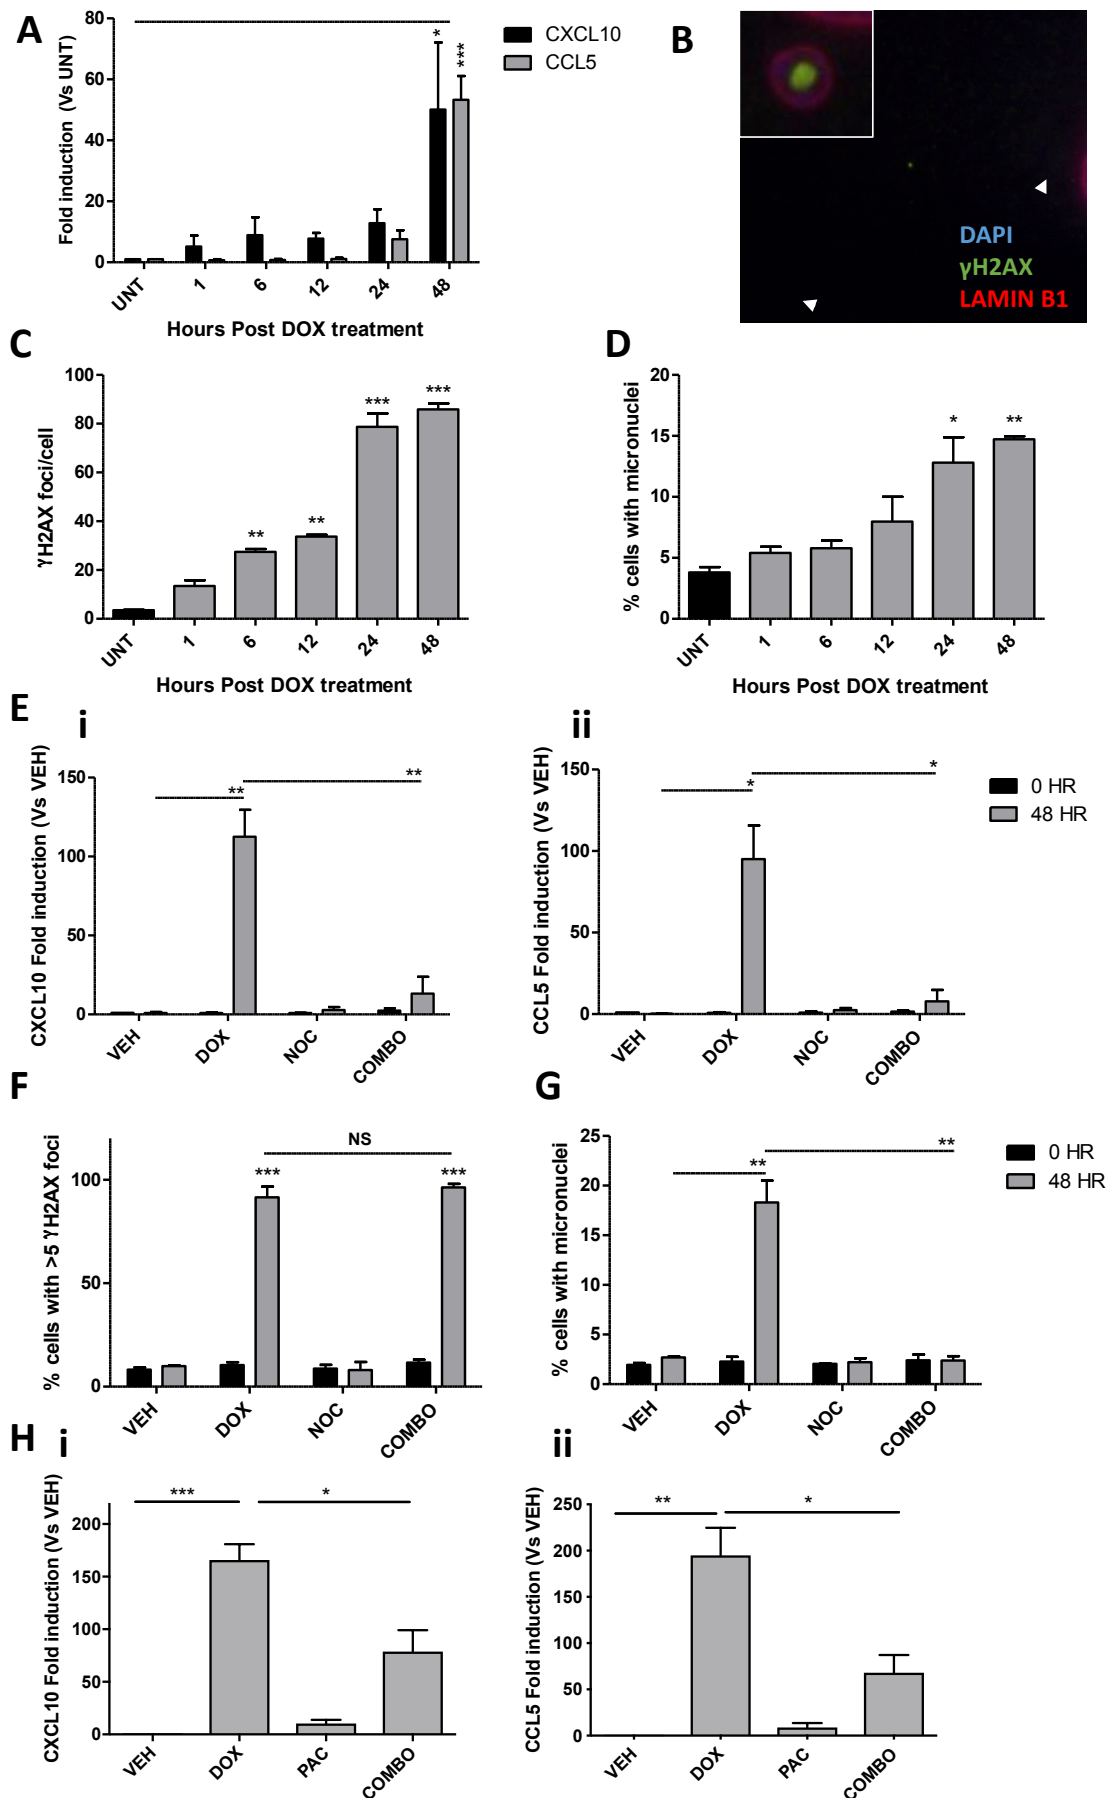 A
Fold induction (Vs UNT)
80
60
40
20
0
*
***
CXCL10
CCL5
UNT
1
6
12
24
48
Hours Post DOX treatment
B
DAPI
γH2AX
LAMIN B1
C
γH2AX foci/cell
100
80
60
40
20
0
**
**
***
***
UNT
1
6
12
24
48
Hours Post DOX treatment
D
% cells with micronuclei
20
15
10
5
0
*
**
UNT
1
6
12
24
48
Hours Post DOX treatment
E
i
CXCL10 Fold induction (Vs VEH)
150
100
50
0
**
**
VEH
DOX
NOC
COMBO
ii
CCL5 Fold induction (Vs VEH)
150
100
50
0
*
*
VEH
DOX
NOC
COMBO
0 HR
48 HR
F
% cells with >5 γH2AX foci
100
50
0
NS
***
***
VEH
DOX
NOC
COMBO
G
% cells with micronuclei
25
20
15
10
5
0
**
**
VEH
DOX
NOC
COMBO
0 HR
48 HR
H
i
CXCL10 Fold induction (Vs VEH)
200
150
100
50
0
***
*
VEH
DOX
PAC
COMBO
ii
CCL5 Fold induction (Vs VEH)
250
200
150
100
50
0
**
*
VEH
DOX
PAC
COMBO